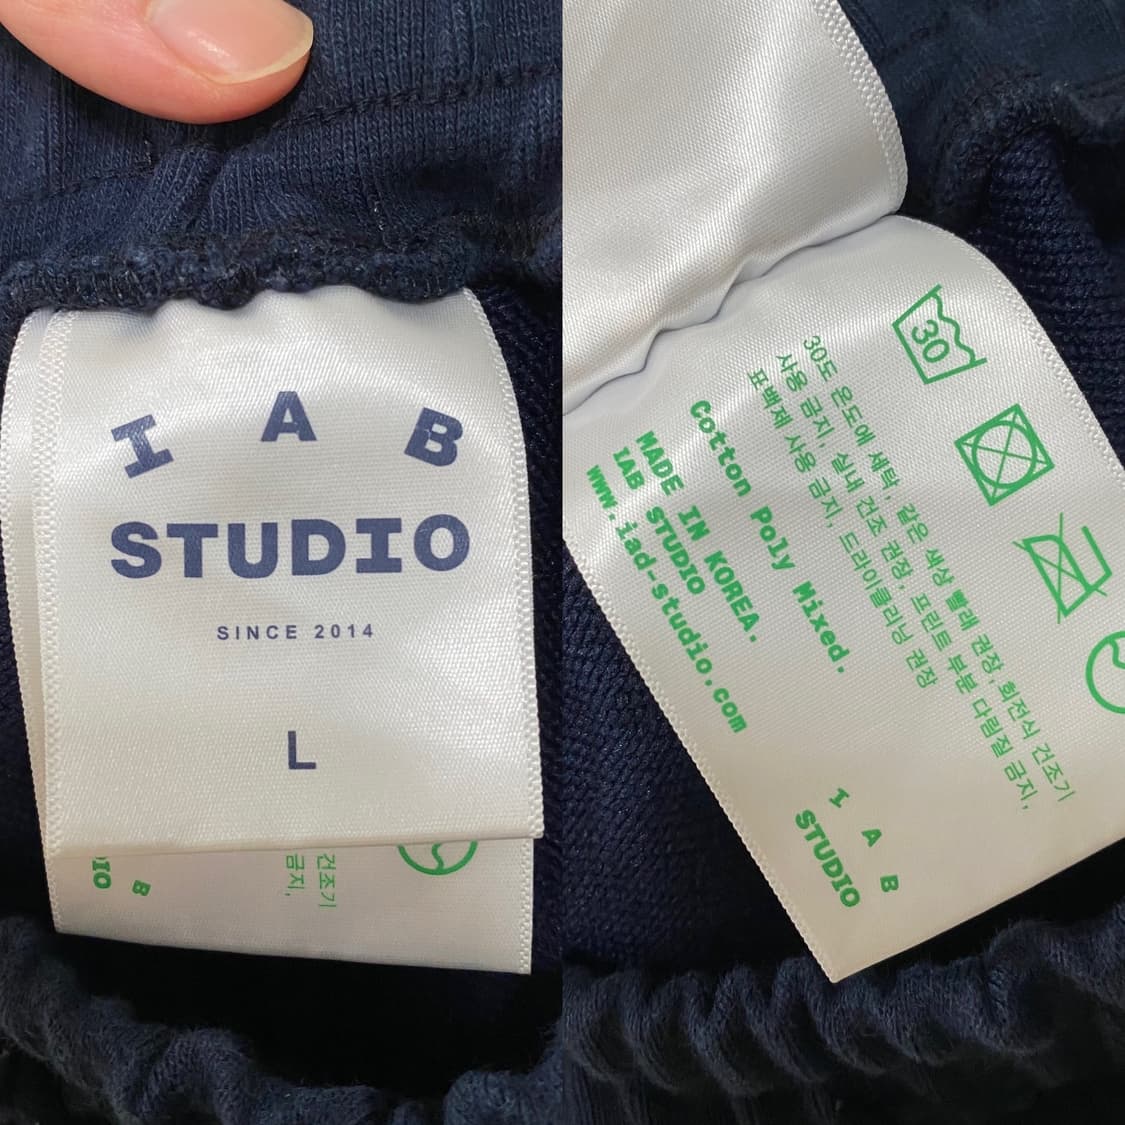 I A B
STUDIO
SINCE 2014
L
건조기
금지,
B
DIO
30
30도 온도에 세탁, 같은 색상 빨래 권장, 회전식 건조기
사용 금지, 실내 건조 권장, 프린트 부분 다림질 금지,
표백제 사용 금지, 드라이클리닝 권장
Cotton Poly Mixed.
MADE IN KOREA.
IAB STUDIO
www.iad-studio.com
I A B
STUDIO